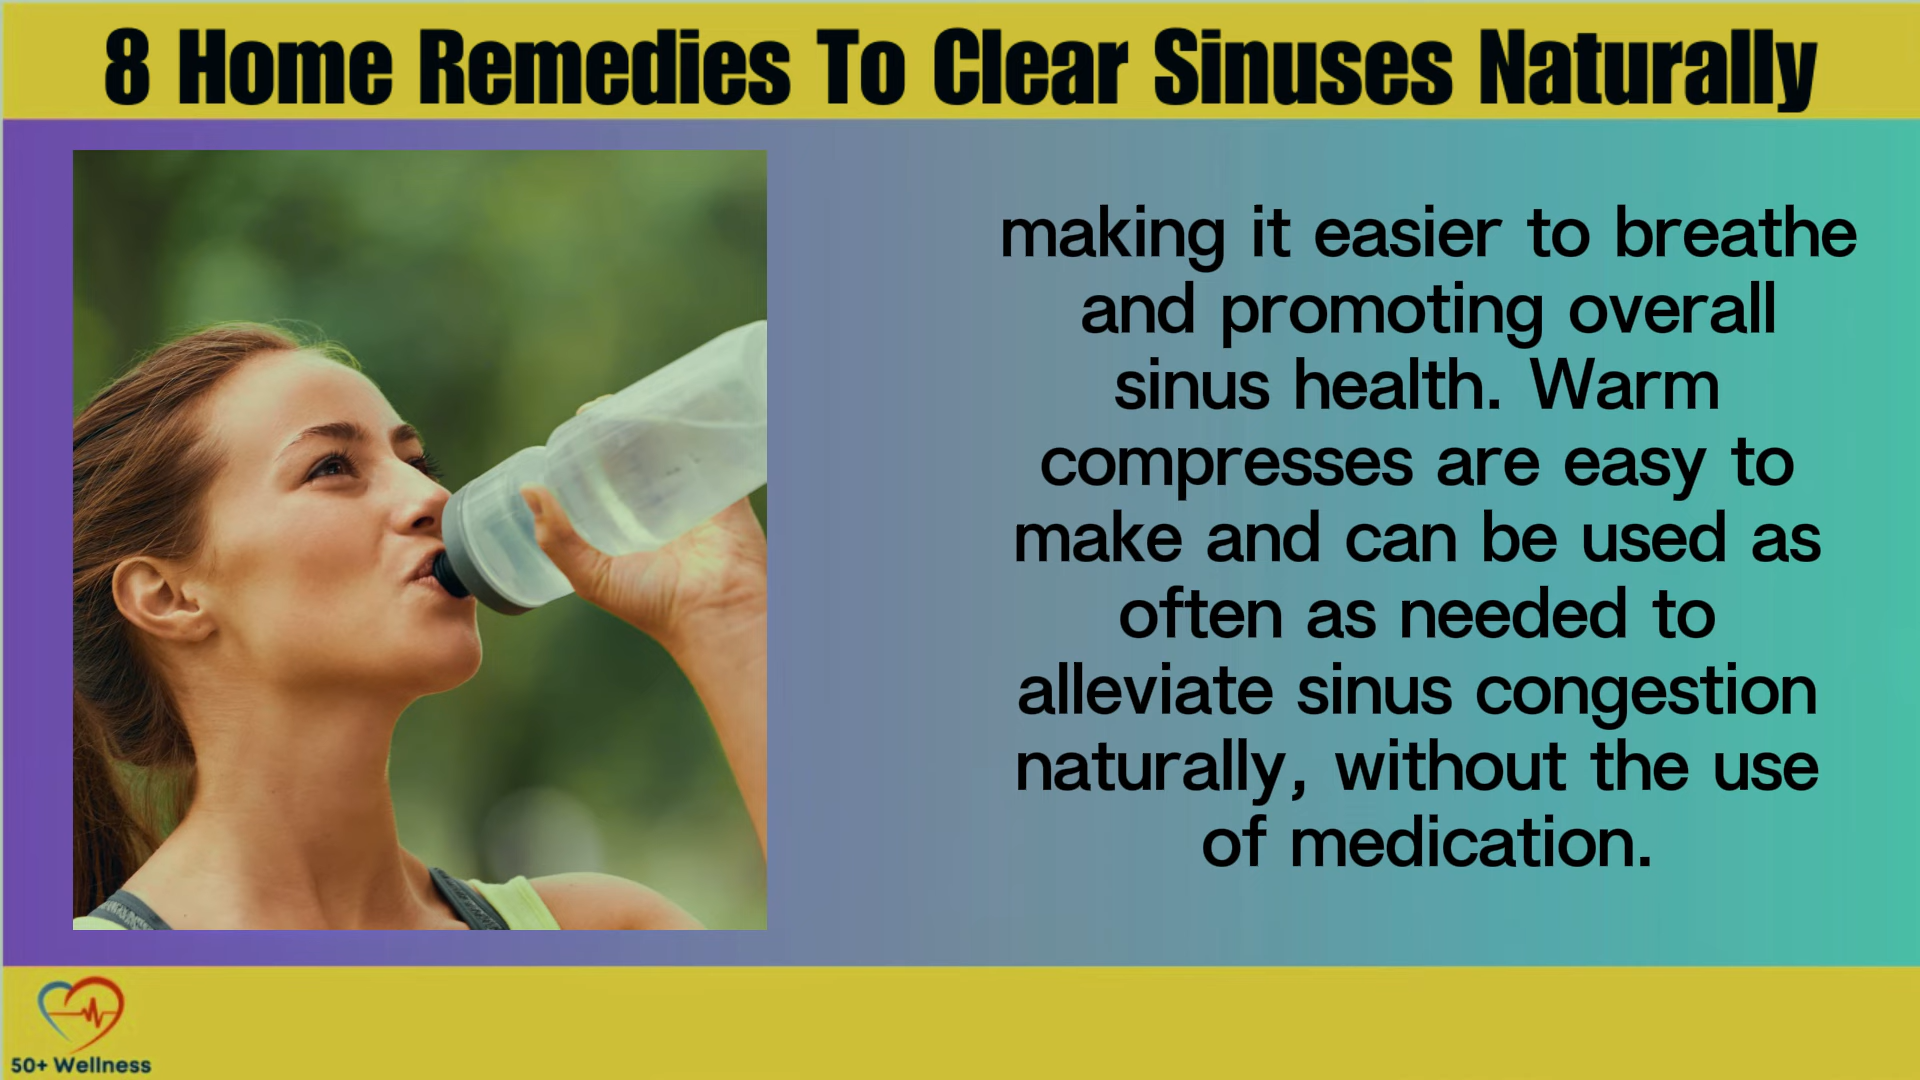 8 Home Remedies To Clear Sinuses Naturally
making it easier to breathe
and promoting overall
sinus health. Warm
compresses are easy to
make and can be used as
often as needed to
alleviate sinus congestion
naturally, without the use
of medication.
50+ Wellness